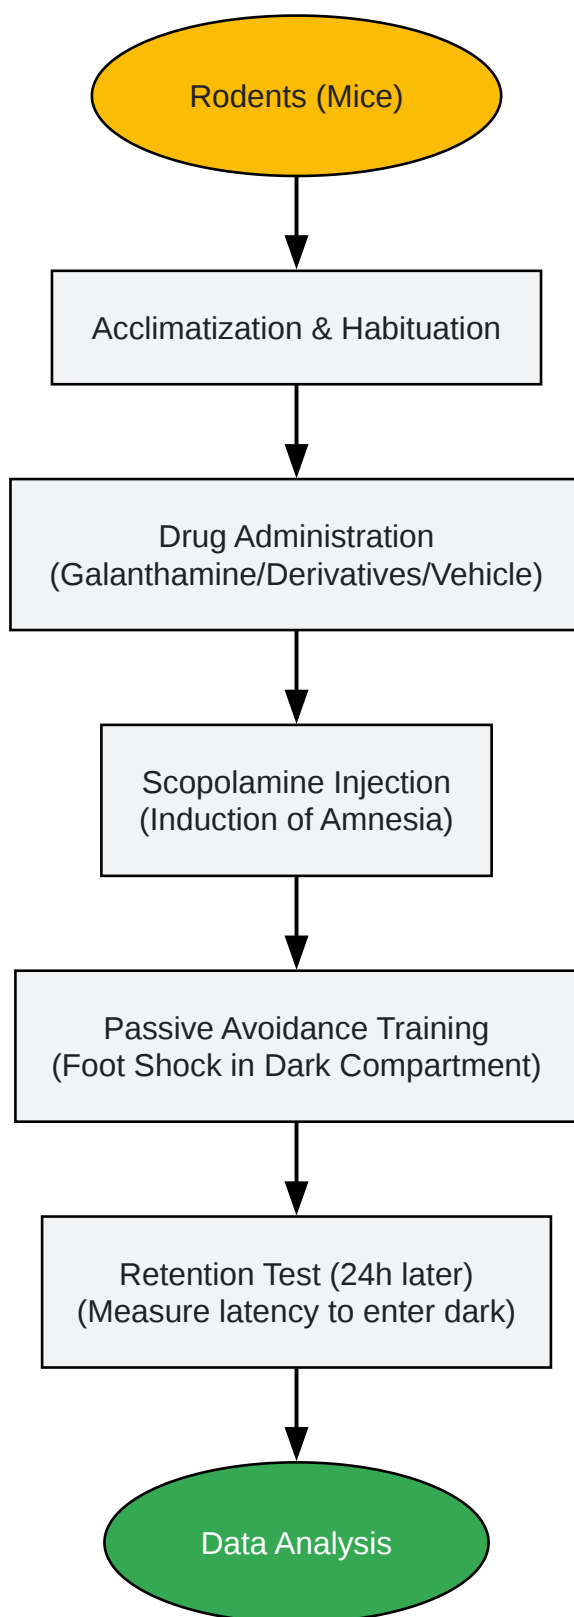 Rodents (Mice)
Acclimatization & Habituation
Drug Administration
(Galanthamine/Derivatives/Vehicle)
Scopolamine Injection
(Induction of Amnesia)
Passive Avoidance Training
(Foot Shock in Dark Compartment)
Retention Test (24h later)
(Measure latency to enter dark)
Data Analysis